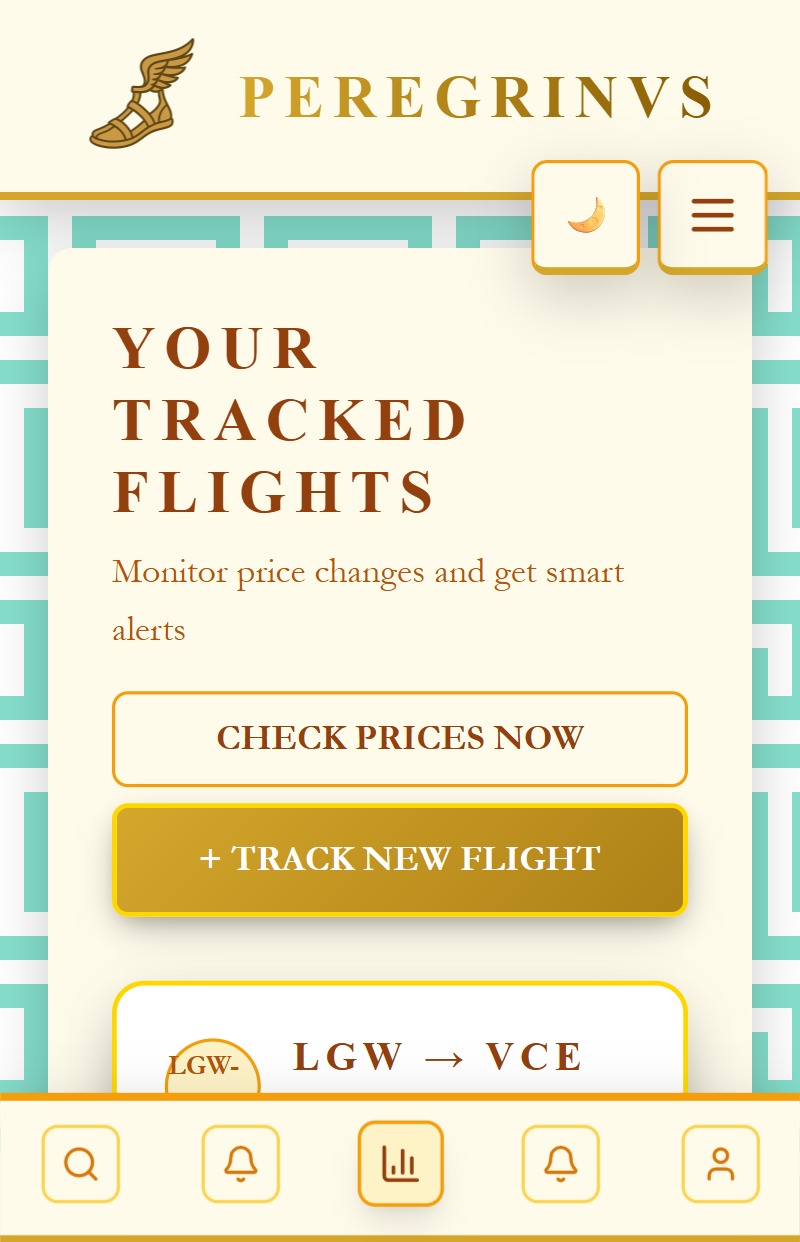 PEREGRINVS
YOUR
TRACKED
FLIGHTS
Monitor price changes and get smart
alerts
CHECK PRICES NOW
+ TRACK NEW FLIGHT
LGW-
LGW → VCE